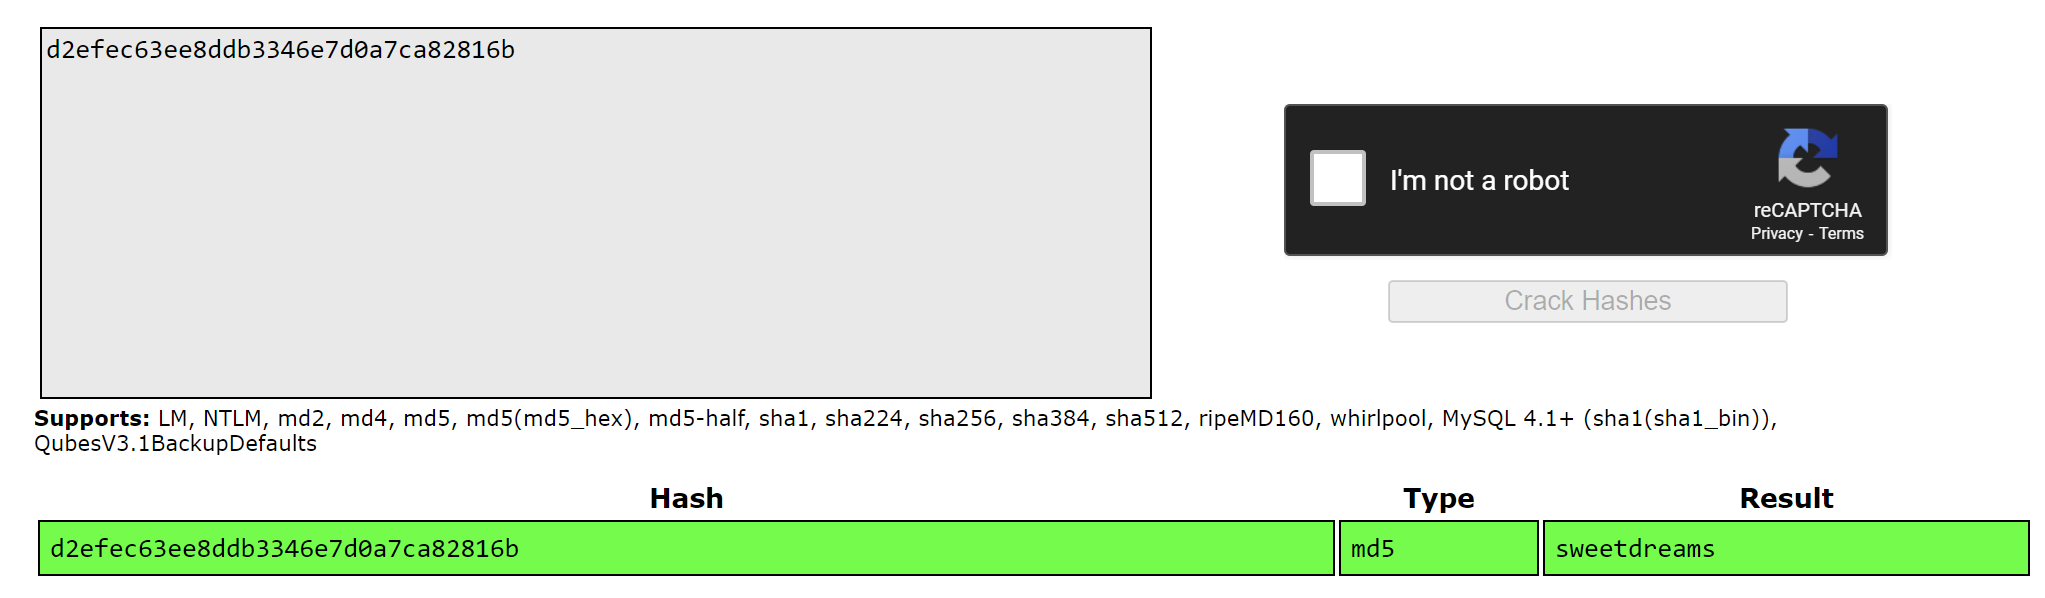 d2efec63ee8ddb3346e7d0a7ca82816b
I'm not a robot
reCAPTCHA
Privacy - Terms
Crack Hashes
Supports: LM, NTLM, md2, md4, md5, md5(md5_hex), md5-half, sha1, sha224, sha256, sha384, sha512, ripeMD160, whirlpool, MySQL 4.1+ (sha1(sha1_bin)),
QubesV3.1BackupDefaults
Hash Type Result
d2efec63ee8ddb3346e7d0a7ca82816b md5 sweetdreams